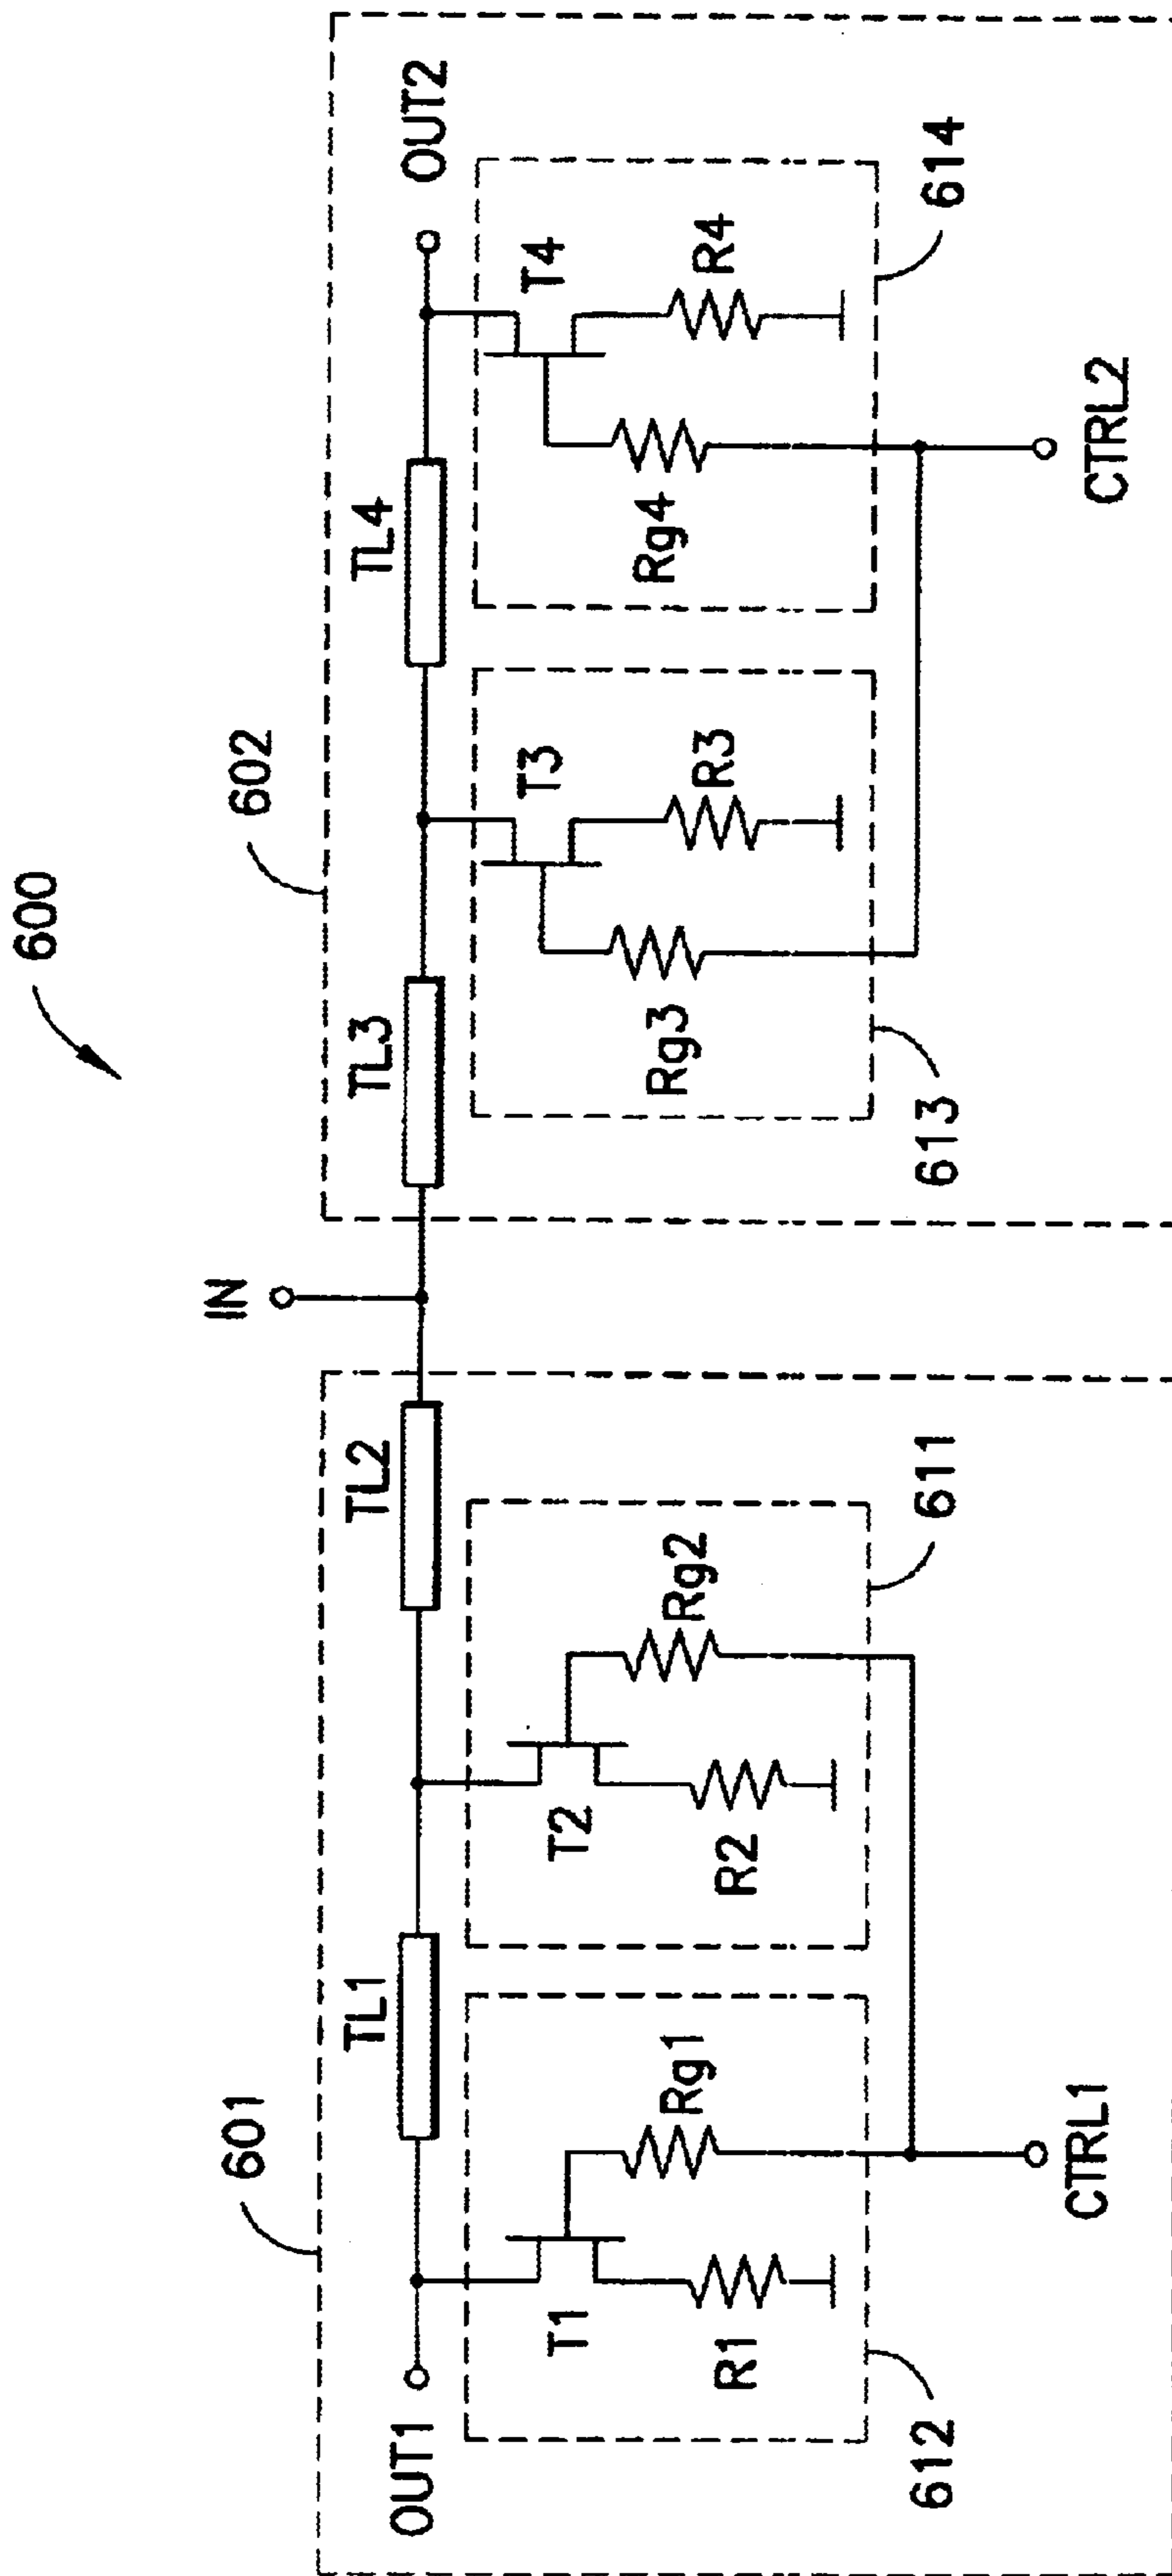 600
601
602
IN
OUT1
TL1
TL2
TL3
TL4
OUT2
T1
Rg1
T2
Rg2
T3
T4
R1
R2
Rg3
R3
Rg4
R4
612
611
613
614
CTRL1
CTRL2